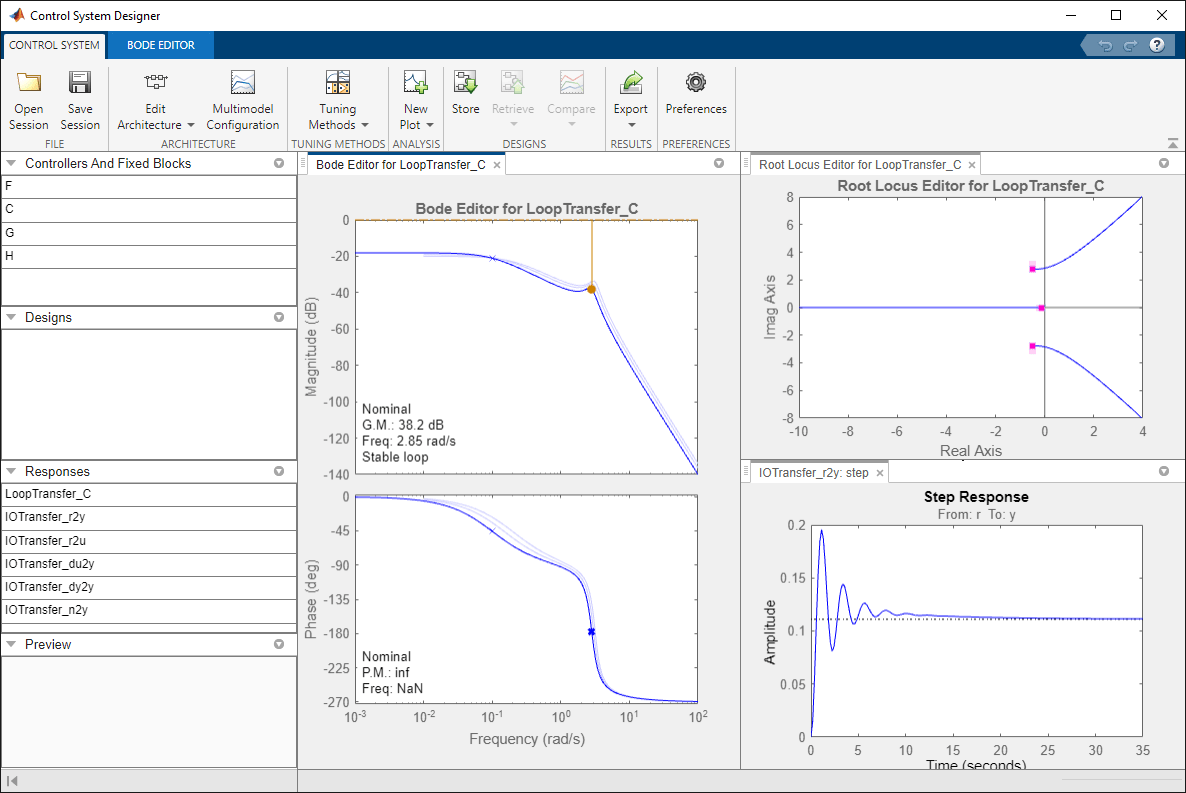 Control System Designer
CONTROL SYSTEM BODE EDITOR
Open Session
Save Session
FILE
Edit Architecture
Multimodel Configuration
ARCHITECTURE
Tuning Methods
TUNING METHODS
New Plot
ANALYSIS
Store
Retrieve
Compare
DESIGNS
Export
RESULTS
Preferences
PREFERENCES
Controllers And Fixed Blocks
F
C
G
H
Designs
Responses
LoopTransfer_C
IOTransfer_r2y
IOTransfer_r2u
IOTransfer_du2y
IOTransfer_dy2y
IOTransfer_n2y
Preview
Bode Editor for LoopTransfer_C
Bode Editor for LoopTransfer_C
Magnitude (dB)
0
-20
-40
-60
-80
-100
-120
-140
Nominal
G.M.: 38.2 dB
Freq: 2.85 rad/s
Stable loop
Phase (deg)
0
-45
-90
-135
-180
-225
-270
Nominal
P.M.: inf
Freq: NaN
10^-3 10^-2 10^-1 10^0 10^1 10^2
Frequency (rad/s)
Root Locus Editor for LoopTransfer_C
Root Locus Editor for LoopTransfer_C
Imag Axis
8
6
4
2
0
-2
-4
-6
-8
-10 -8 -6 -4 -2 0 2 4
Real Axis
IOTransfer_r2y: step
Step Response
From: r To: y
Amplitude
0.2
0.15
0.1
0.05
0
0 5 10 15 20 25 30 35
Time (seconds)